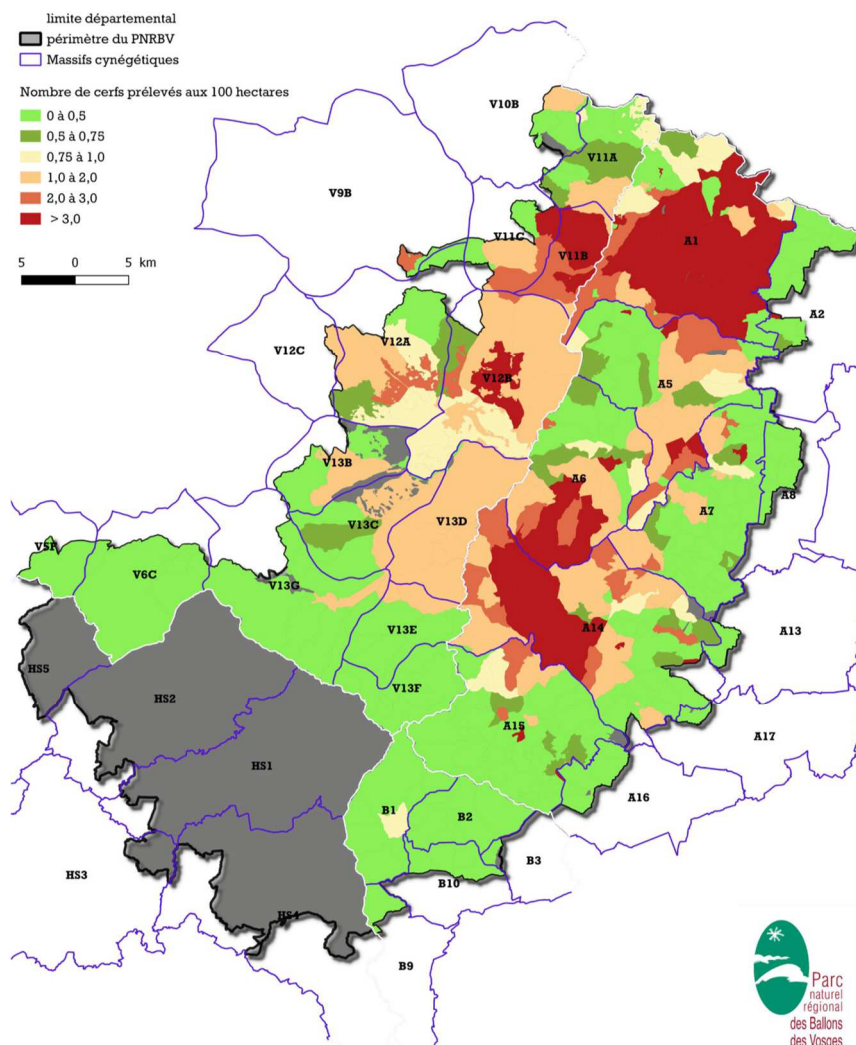 limite départemental
périmètre du PNRBV
Massifs cynégétiques
Nombre de cerfs prélevés aux 100 hectares
0 à 0,5
0,5 à 0,75
0,75 à 1,0
1,0 à 2,0
2,0 à 3,0
> 3,0
5 0 5 km
V10B
V11A
V9B
V11C
V11B
A1
A2
V12C
V12A
V12B
A5
V13B
A6
A8
V13C
V13D
A7
V5F
V6C
V13G
V13E
A14
A13
HS5
HS2
V13F
A15
A17
HS1
A16
B1
B2
HS3
B3
B10
HS4
B9
Parc
naturel
régional
des Ballons
des Vosges